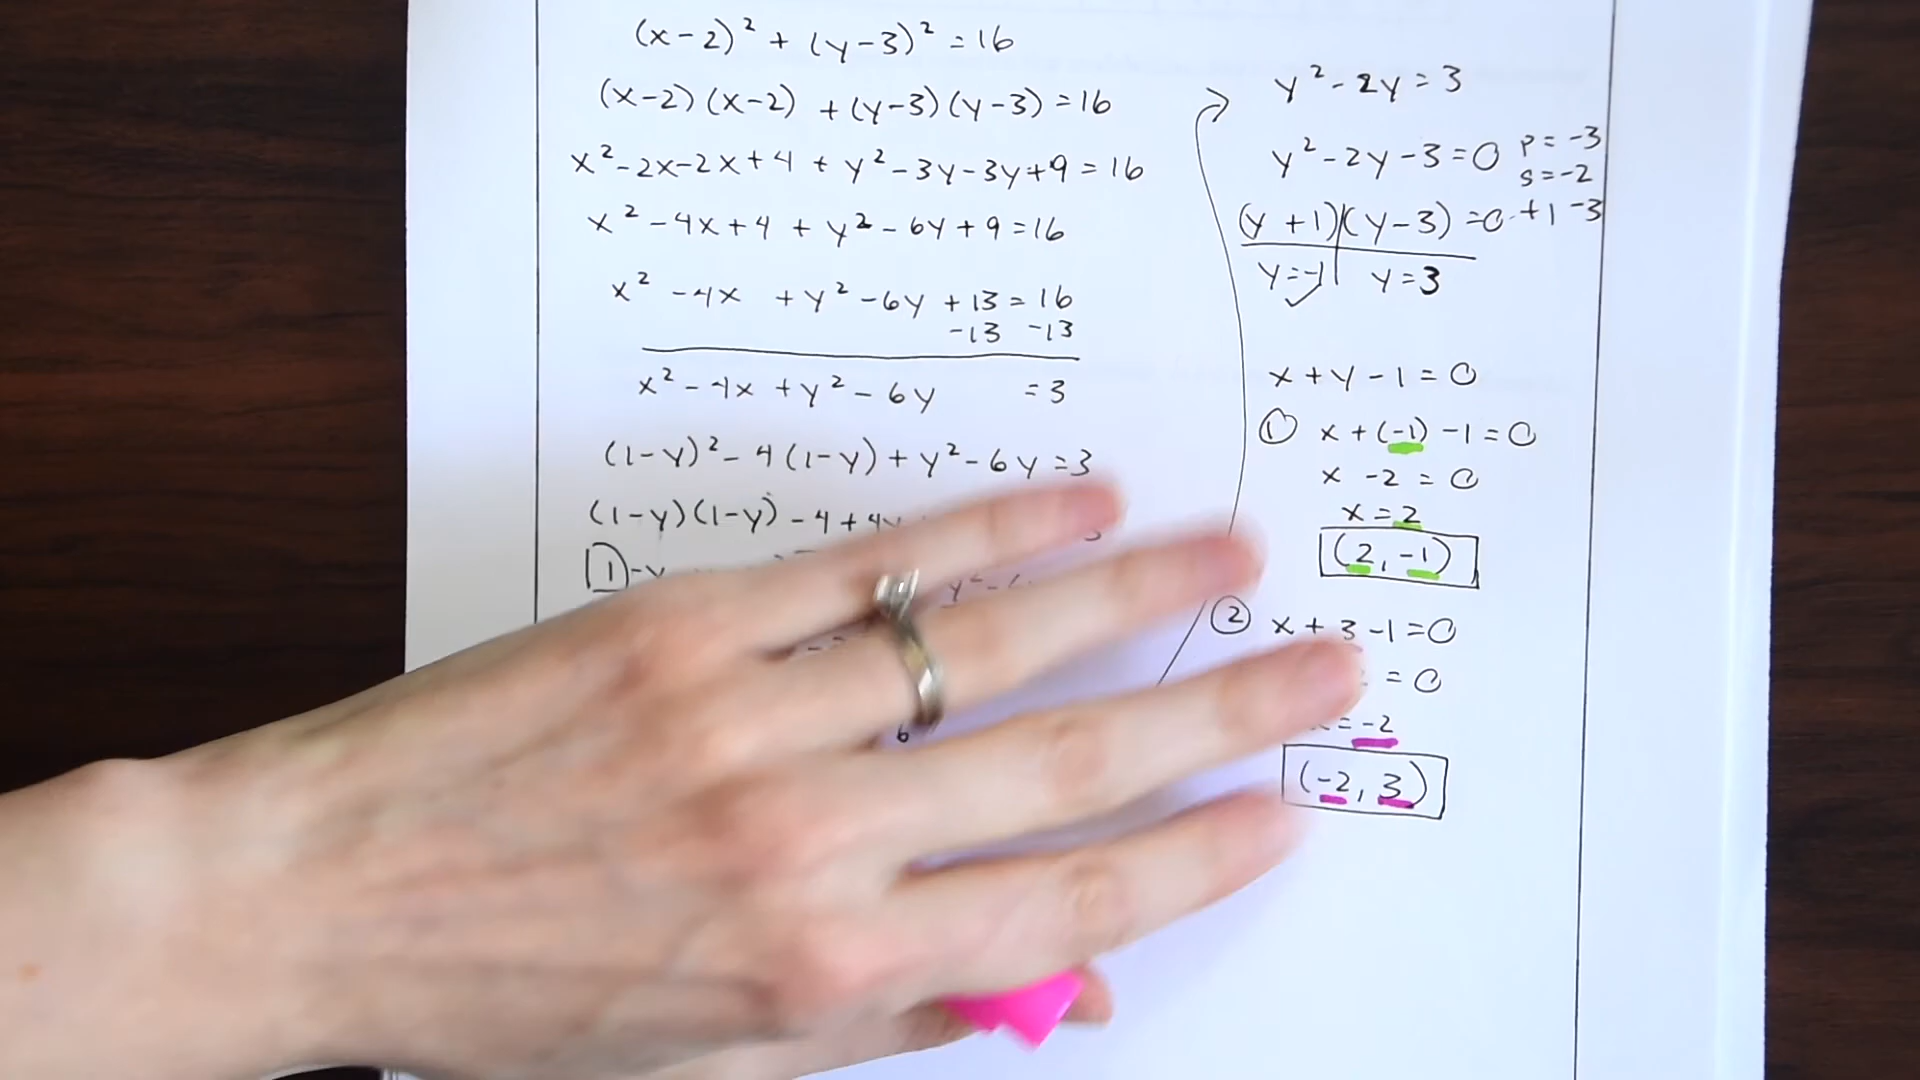 (x-2)² + (y-3)² = 16
(x-2)(x-2) + (y-3)(y-3) = 16
x²-2x-2x+4 + y²-3y-3y+9 = 16
x²-4x+4 + y²-6y+9 = 16
x² -4x + y² -6y +13 = 16
-13 -13
x²-4x + y²-6y = 3
(1-y)²-4(1-y)+y²-6y=3
(1-y)(1-y)-4+4y
1-y
6
y²-2y=3
y²-2y-3=0 p=-3
s=-2
(y+1)(y-3)=0 +1 -3
y=-1 y=3
x+y-1=0
① x+(-1)-1=0
x-2=0
x=2
(2,-1)
② x+3-1=0
=0
=-2
(-2,3)